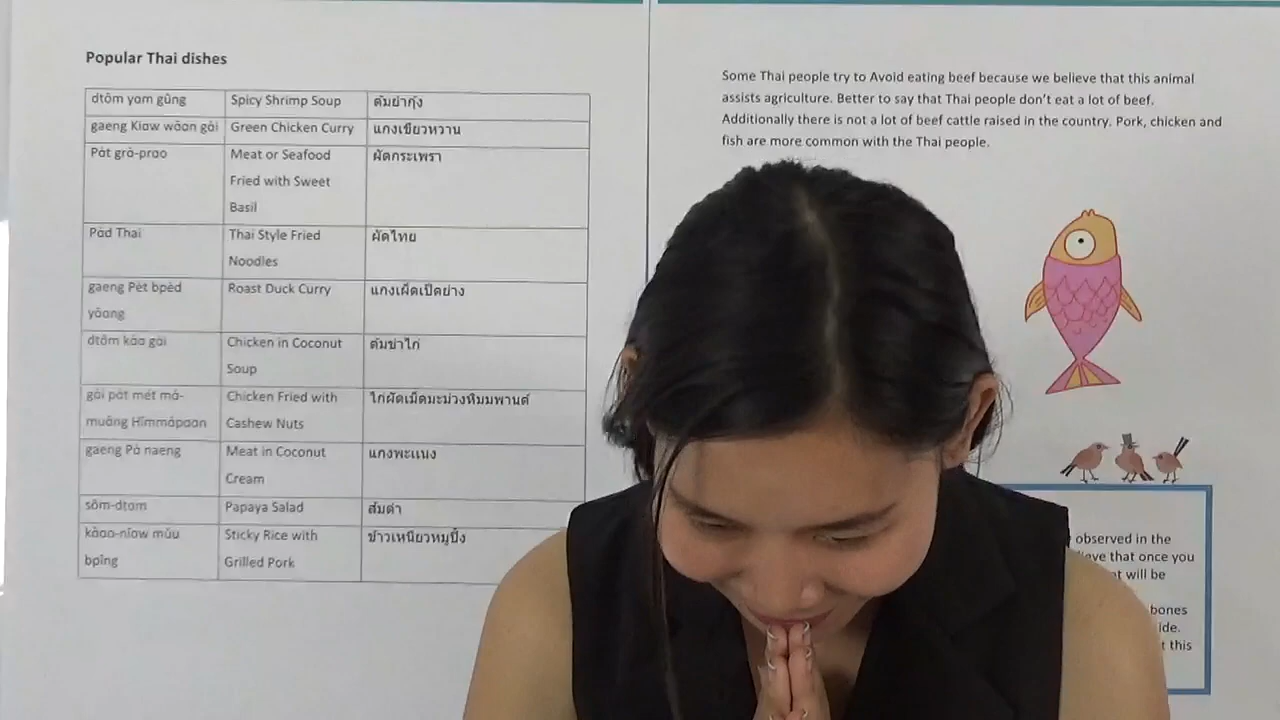 Popular Thai dishes
dtôm yam gûng Spicy Shrimp Soup ต้มยำกุ้ง
gaeng Kiaw wăan gài Green Chicken Curry แกงเขียวหวาน
Pàt grà-prao Meat or Seafood ผัดกระเพรา
Fried with Sweet
Basil
Pàd Thai Thai Style Fried ผัดไทย
Noodles
gaeng Pèt bpèd Roast Duck Curry แกงเผ็ดเป็ดย่าง
yâang
dtôm kàa gài Chicken in Coconut ต้มข่าไก่
Soup
gài pàt mét má- Chicken Fried with ไก่ผัดเม็ดมะม่วงหิมมพานต์
muâng Hĭmmápaan Cashew Nuts
gaeng Pá naeng Meat in Coconut แกงพะแนง
Cream
sôm-dtam Papaya Salad ส้มตำ
kàao-nĭaw mŭu Sticky Rice with ข้าวเหนียวหมูปิ้ง
bpîng Grilled Pork
Some Thai people try to Avoid eating beef because we believe that this animal
assists agriculture. Better to say that Thai people don't eat a lot of beef.
Additionally there is not a lot of beef cattle raised in the country. Pork, chicken and
fish are more common with the Thai people.
observed in the
that once you
will be
bones
this